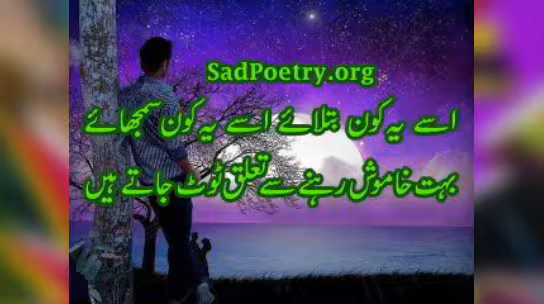 SadPoetry.org
اسے یہ کون بتلائے اسے یہ کون سمجھائے
بہت خاموش رہنے سے تعلق ٹوٹ جاتے ہیں